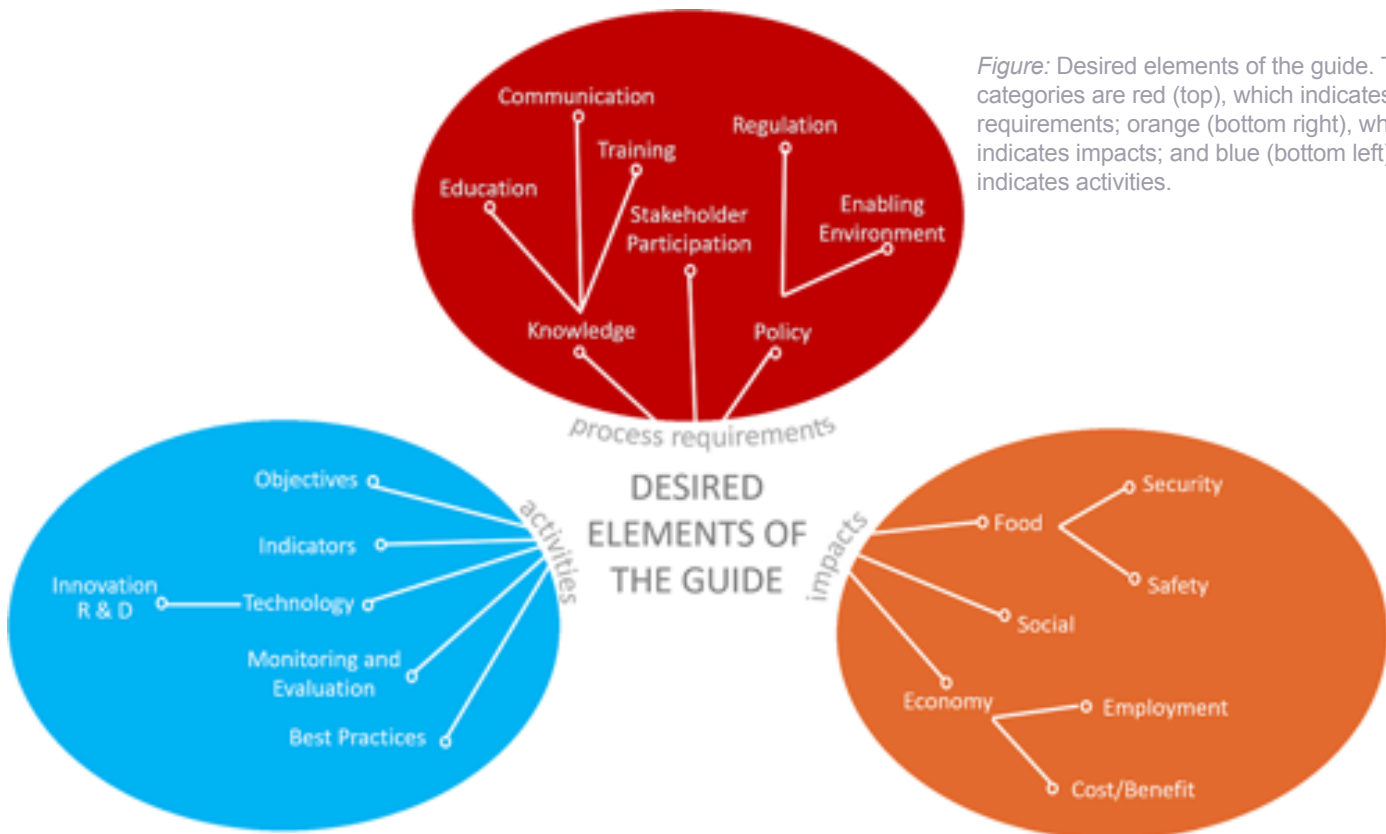 Figure: Desired elements of the guide.
categories are red (top), which indicates
requirements; orange (bottom right),
indicates impacts; and blue (bottom left)
indicates activities.
Communication
Regulation
Training
Education
Enabling
Environment
Stakeholder
Participation
Knowledge
Policy
process requirements
DESIRED
ELEMENTS OF
THE GUIDE
activities
Objectives
Indicators
Innovation
R & D
Technology
Monitoring and
Evaluation
Best Practices
impacts
Security
Food
Safety
Social
Economy
Employment
Cost/Benefit